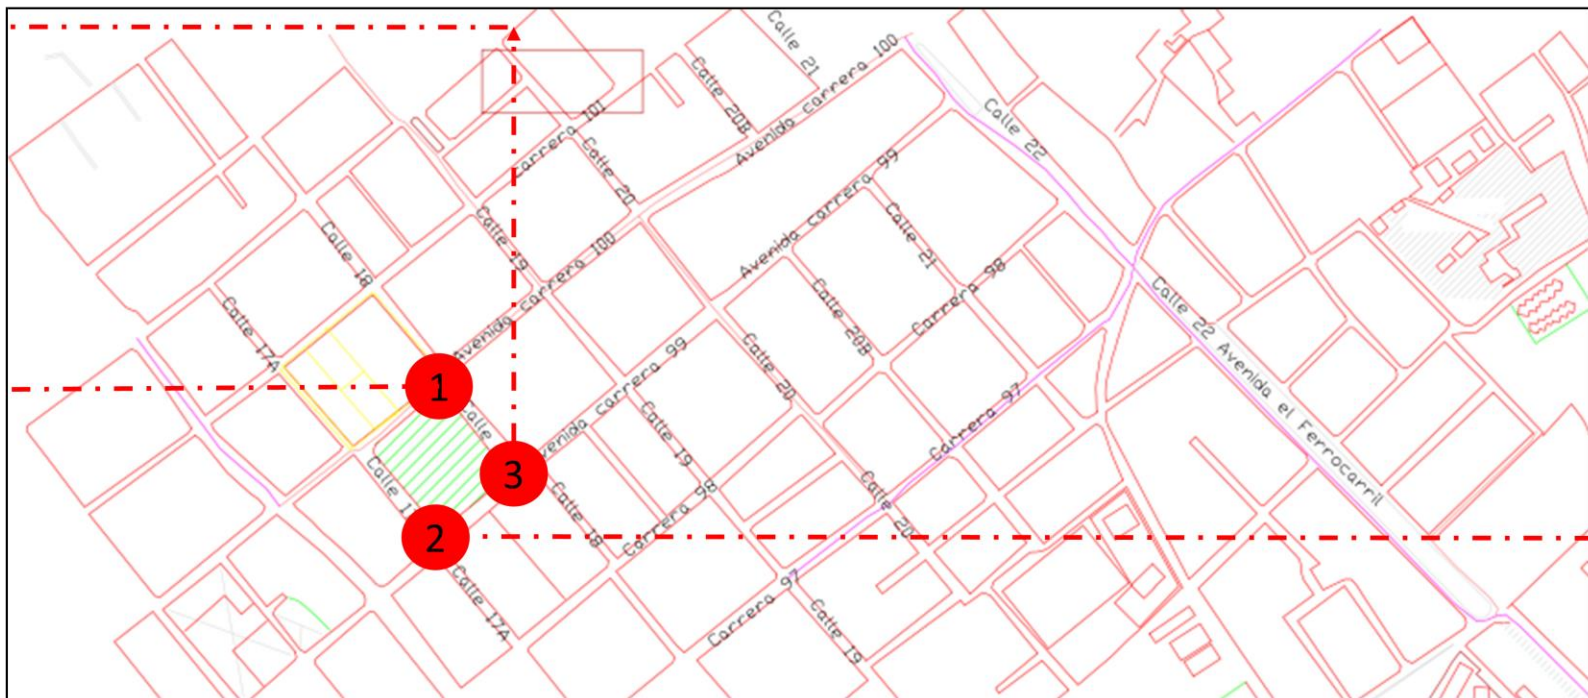 Calle 21
Avenida carrera 100
Calle 20B
Calle 22
Carrera 101
Calle 20
Avenida carrera 99
Calle 21
Calle 19
Calle 18
Avenida carrera 100
Carrera 98
Calle 20B
Calle 22 Avenida el Ferrocarril
Calle 17A
Calle 20
1
Calle
Avenida carrera 99
Carrera 97
Calle 19
3
Calle 1
Calle 18
Carrera 98
Calle 20
2
Calle 17A
Carrera 97
Calle 19